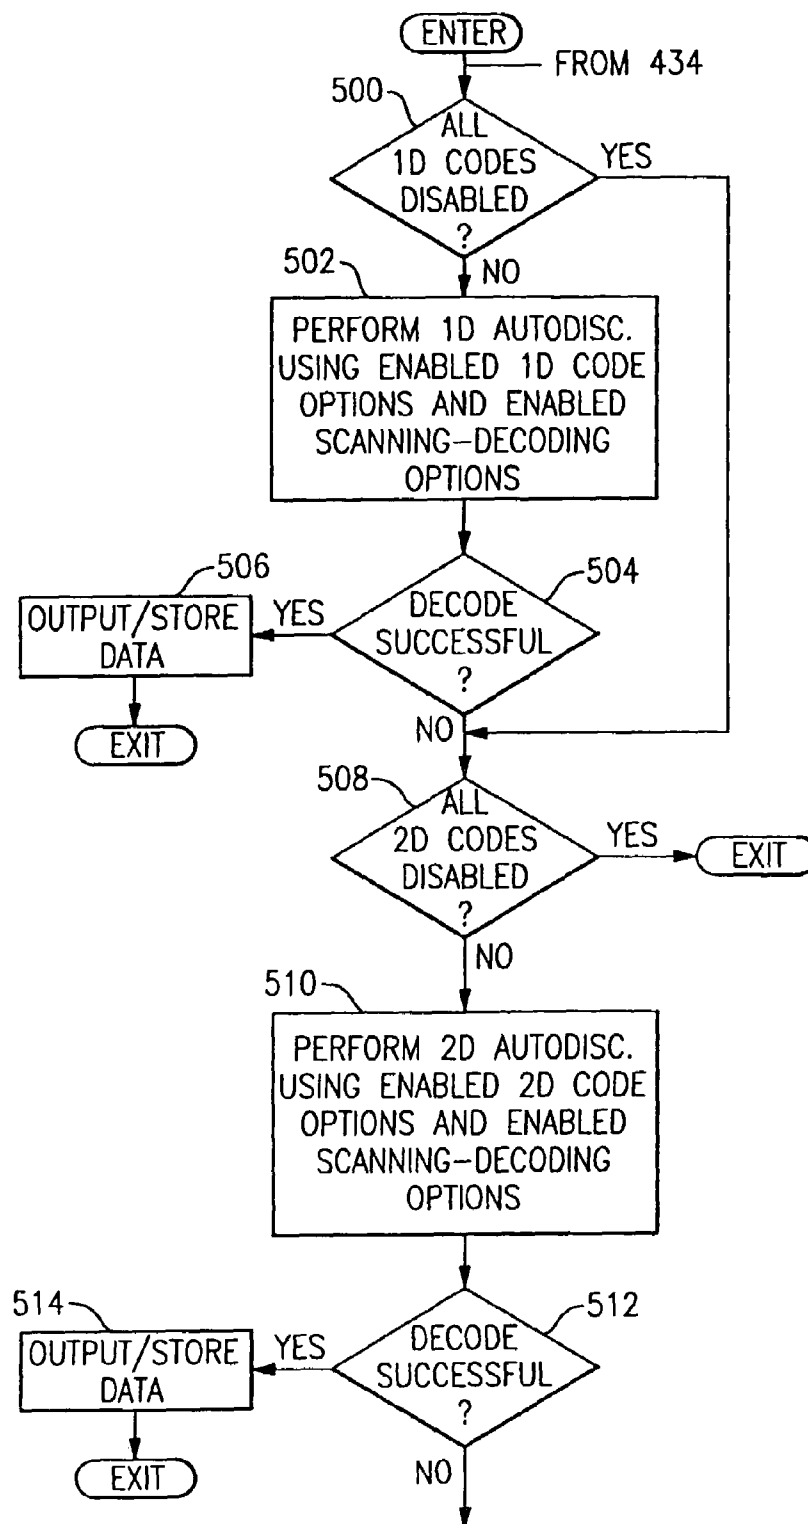 ENTER
FROM 434
500
ALL
1D CODES
DISABLED
?
YES
NO
502
PERFORM 1D AUTODISC.
USING ENABLED 1D CODE
OPTIONS AND ENABLED
SCANNING-DECODING
OPTIONS
506
OUTPUT/STORE
DATA
YES
504
DECODE
SUCCESSFUL
?
EXIT
NO
508
ALL
2D CODES
DISABLED
?
YES
EXIT
NO
510
PERFORM 2D AUTODISC.
USING ENABLED 2D CODE
OPTIONS AND ENABLED
SCANNING-DECODING
OPTIONS
514
OUTPUT/STORE
DATA
YES
512
DECODE
SUCCESSFUL
?
EXIT
NO